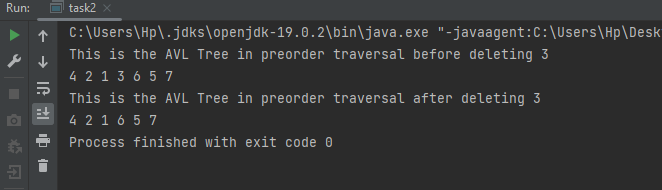 Run: task2
C:\Users\Hp\.jdks\openjdk-19.0.2\bin\java.exe "-javaagent:C:\Users\Hp\Desk
This is the AVL Tree in preorder traversal before deleting 3
4 2 1 3 6 5 7
This is the AVL Tree in preorder traversal after deleting 3
4 2 1 6 5 7
Process finished with exit code 0